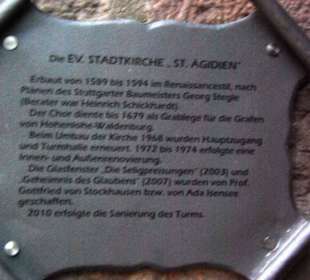 Die EV. STADTKIRCHE „ST. ÄGIDIEN"
Erbaut von 1589 bis 1594 im Renaissancestil, nach
Plänen des Stuttgarter Baumeisters Georg Stegle
(Berater war Heinrich Schickhardt).
Der Chor diente bis 1679 als Grablege für die Grafen
von Hohenlohe-Waldenburg.
Beim Umbau der Kirche 1968 wurden Hauptzugang
und Turmhalle erneuert. 1972 bis 1974 erfolgte eine
Innen- und Außenrenovierung.
Die Glasfenster „Die Seligpreisungen" (2003) und
„Geheimnis des Glaubens" (2007) wurden von Prof.
Gottfried von Stockhausen bzw. von Ada Isensee
geschaffen.
2010 erfolgte die Sanierung des Turms.